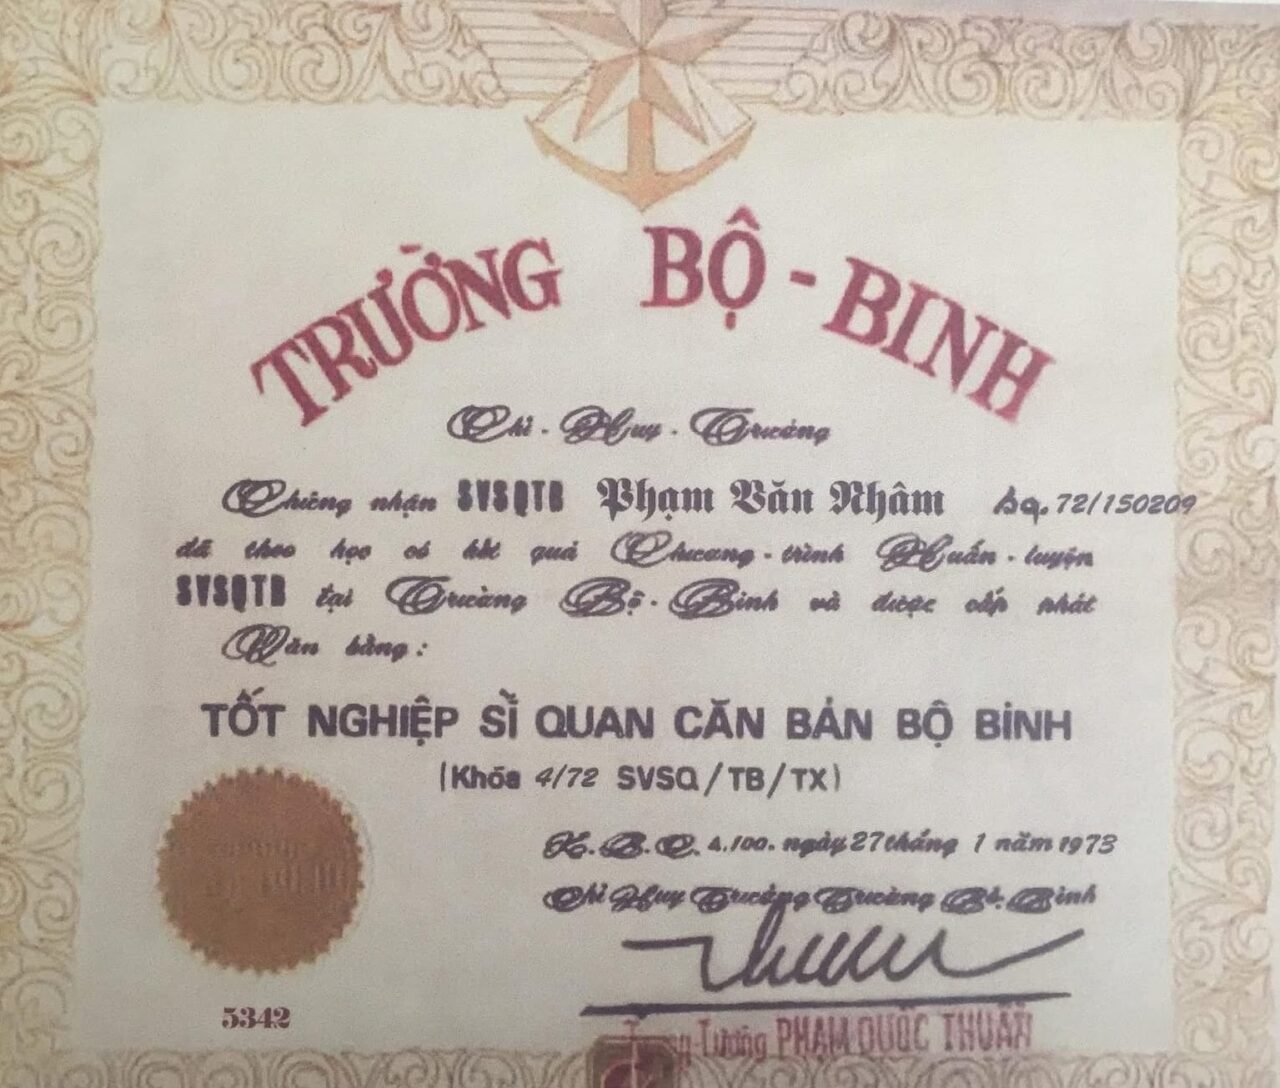 TRƯỜNG BỘ-BINH
Chỉ-Huy-Trưởng
Chứng nhận SVSQTB Phạm Văn Nhâm Sq. 72/150209
đã theo học có kết quả Chương-trình Huấn-luyện
SVSQTB tại Trường Bộ-Binh và được cấp phát
Văn bằng:
TỐT NGHIỆP SĨ QUAN CĂN BẢN BỘ BINH
(Khóa 4/72 SVSQ/TB/TX)
K.B.C. 4.100. ngày 27 tháng 1 năm 1973
Chỉ Huy Trưởng Trường Bộ-Binh
Trung-Tướng PHẠM QUỐC THUẦN
5342